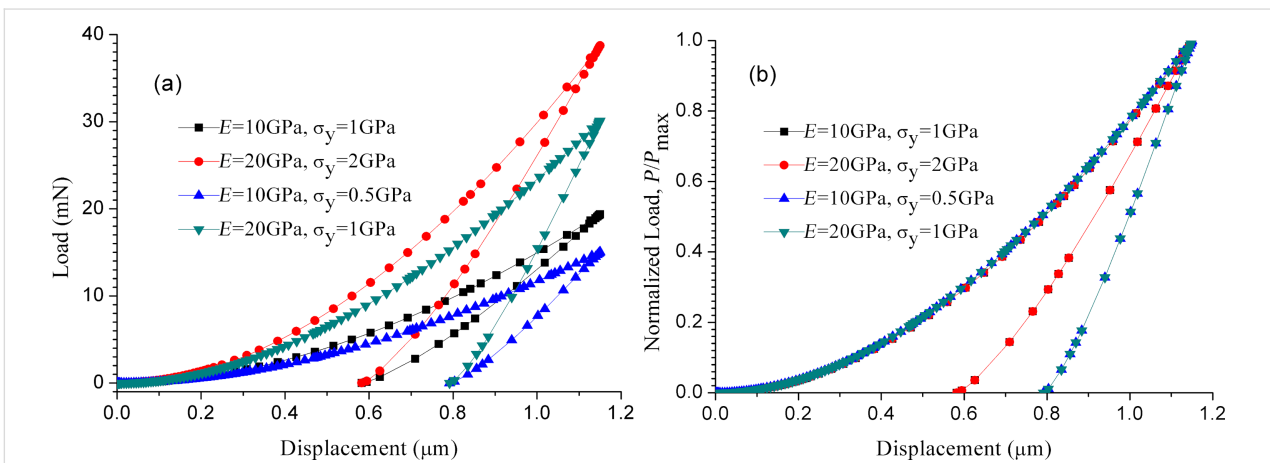 (a)
E=10GPa, σy=1GPa
E=20GPa, σy=2GPa
E=10GPa, σy=0.5GPa
E=20GPa, σy=1GPa
Load (mN)
40
30
20
10
0
0.0 0.2 0.4 0.6 0.8 1.0 1.2
Displacement (μm)
(b)
E=10GPa, σy=1GPa
E=20GPa, σy=2GPa
E=10GPa, σy=0.5GPa
E=20GPa, σy=1GPa
Normalized Load, P/Pmax
1.0
0.8
0.6
0.4
0.2
0.0
0.0 0.2 0.4 0.6 0.8 1.0 1.2
Displacement (μm)